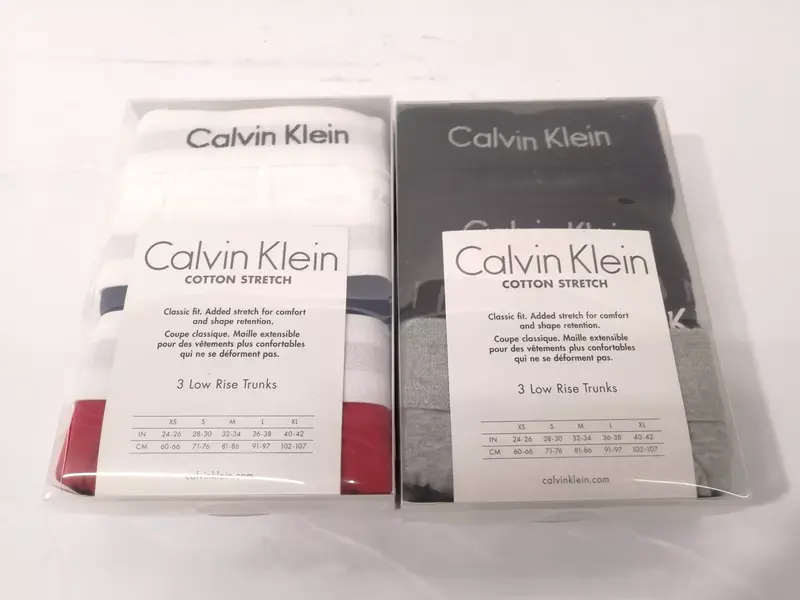 Calvin Klein
Calvin Klein
COTTON STRETCH
Classic fit. Added stretch for comfort
and shape retention.
Coupe classique. Maille extensible
pour des vêtements plus confortables
qui ne se déforment pas.
3 Low Rise Trunks
XS S M L XL
IN 24-26 28-30 32-34 36-38 40-42
CM 60-66 71-76 81-86 91-97 102-107
calvinklein.com
Calvin Klein
Calvin Klein
Calvin Klein
COTTON STRETCH
Classic fit. Added stretch for comfort
and shape retention.
Coupe classique. Maille extensible
pour des vêtements plus confortables
qui ne se déforment pas.
K
3 Low Rise Trunks
XS S M L XL
IN 24-26 28-30 32-34 36-38 40-42
CM 60-66 71-76 81-86 91-97 102-107
calvinklein.com